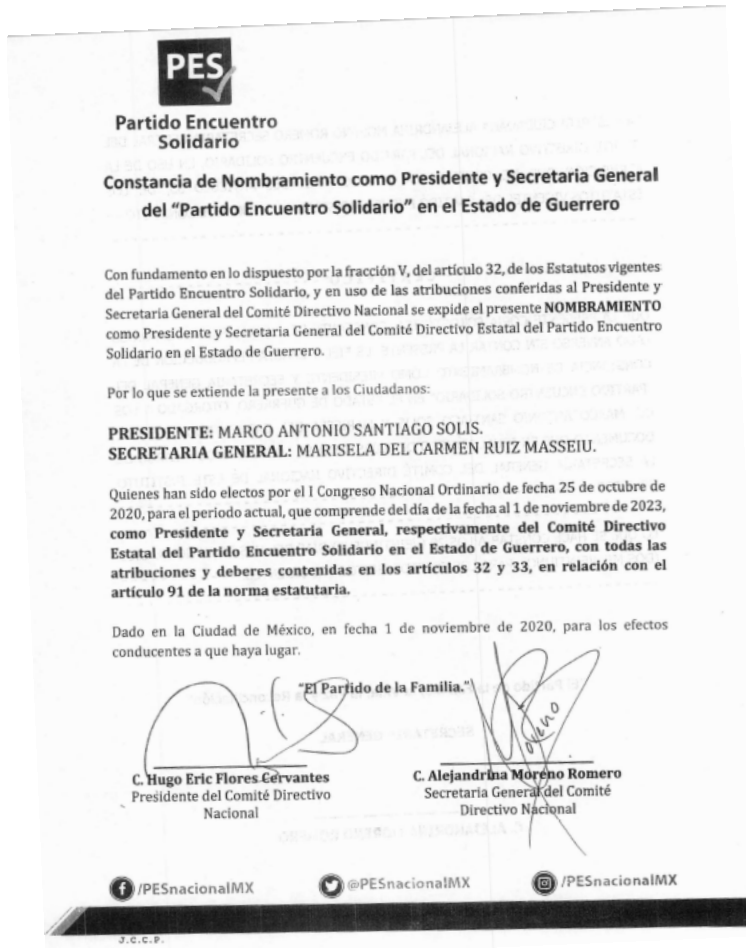 PES
Partido Encuentro
Solidario
Constancia de Nombramiento como Presidente y Secretaria General
del "Partido Encuentro Solidario" en el Estado de Guerrero
Con fundamento en lo dispuesto por la fracción V, del artículo 32, de los Estatutos vigentes
del Partido Encuentro Solidario, y en uso de las atribuciones conferidas al Presidente y
Secretaria General del Comité Directivo Nacional se expide el presente NOMBRAMIENTO
como Presidente y Secretaria General del Comité Directivo Estatal del Partido Encuentro
Solidario en el Estado de Guerrero.
Por lo que se extiende la presente a los Ciudadanos:
PRESIDENTE: MARCO ANTONIO SANTIAGO SOLIS.
SECRETARIA GENERAL: MARISELA DEL CARMEN RUIZ MASSEIU.
Quienes han sido electos por el I Congreso Nacional Ordinario de fecha 25 de octubre de
2020, para el periodo actual, que comprende del día de la fecha al 1 de noviembre de 2023,
como Presidente y Secretaria General, respectivamente del Comité Directivo
Estatal del Partido Encuentro Solidario en el Estado de Guerrero, con todas las
atribuciones y deberes contenidas en los artículos 32 y 33, en relación con el
artículo 91 de la norma estatutaria.
Dado en la Ciudad de México, en fecha 1 de noviembre de 2020, para los efectos
conducentes a que haya lugar.
"El Partido de la Familia."
Moreno
C. Hugo Eric Flores Cervantes
Presidente del Comité Directivo
Nacional
C. Alejandrina Moreno Romero
Secretaria General del Comité
Directivo Nacional
/PESnacionalMX
@PESnacionalMX
/PESnacionalMX
J.C.C.P.